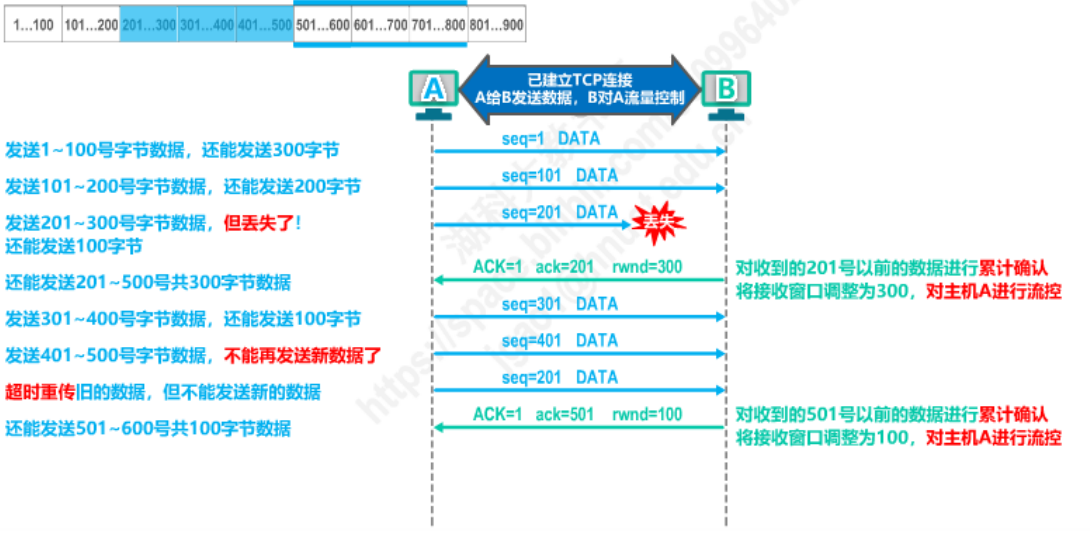 1…100 101…200 201…300 301…400 401…500 501…600 601…700 701…800 801…900
已建立TCP连接
A给B发送数据，B对A流量控制
A
B
发送1~100号字节数据，还能发送300字节
seq=1 DATA
发送101~200号字节数据，还能发送200字节
seq=101 DATA
发送201~300号字节数据，但丢失了！
还能发送100字节
seq=201 DATA
丢失
还能发送201~500号共300字节数据
ACK=1 ack=201 rwnd=300
对收到的201号以前的数据进行累计确认
将接收窗口调整为300，对主机A进行流控
发送301~400号字节数据，还能发送100字节
seq=301 DATA
发送401~500号字节数据，不能再发送新数据了
seq=401 DATA
超时重传旧的数据，但不能发送新的数据
seq=201 DATA
还能发送501~600号共100字节数据
ACK=1 ack=501 rwnd=100
对收到的501号以前的数据进行累计确认
将接收窗口调整为100，对主机A进行流控